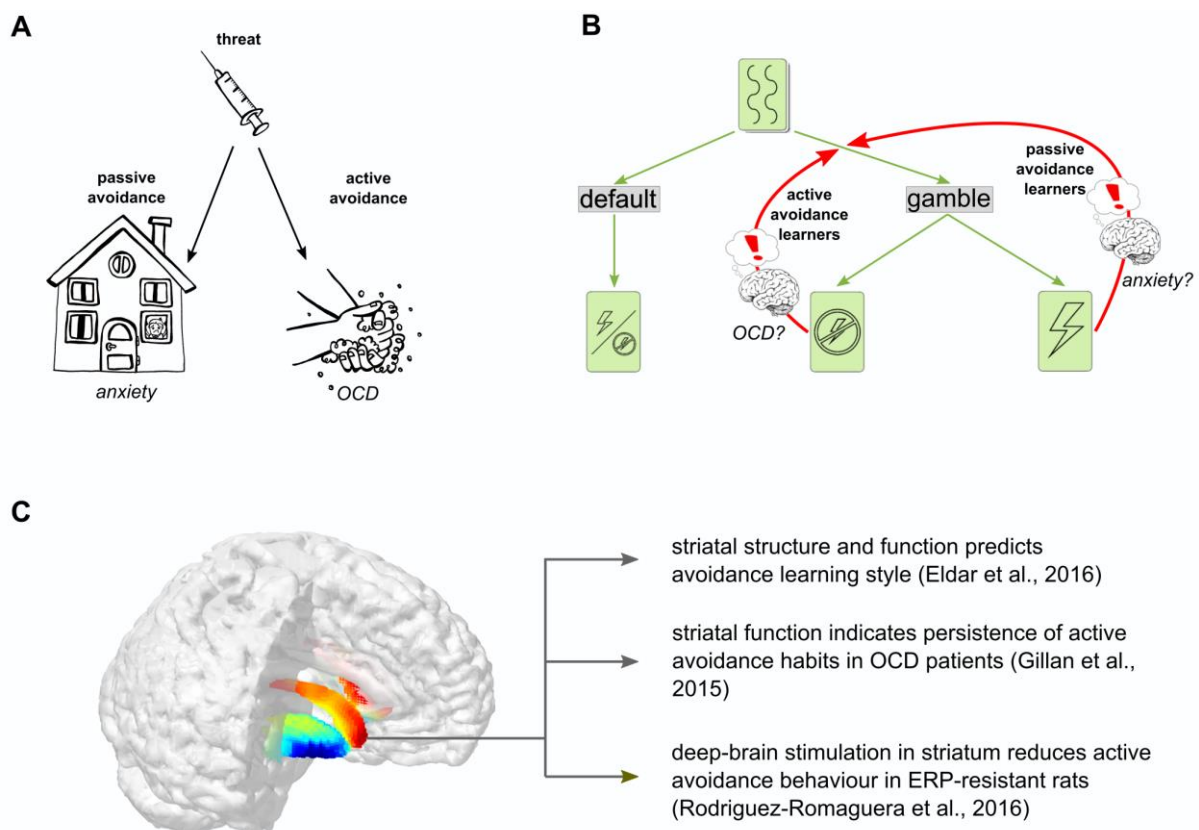 A
threat
passive
avoidance
active
avoidance
anxiety
OCD
B
default
gamble
active
avoidance
learners
passive
avoidance
learners
!
!
OCD?
anxiety?
C
striatal structure and function predicts
avoidance learning style (Eldar et al., 2016)
striatal function indicates persistence of active
avoidance habits in OCD patients (Gillan et al.,
2015)
deep-brain stimulation in striatum reduces active
avoidance behaviour in ERP-resistant rats
(Rodriguez-Romaguera et al., 2016)